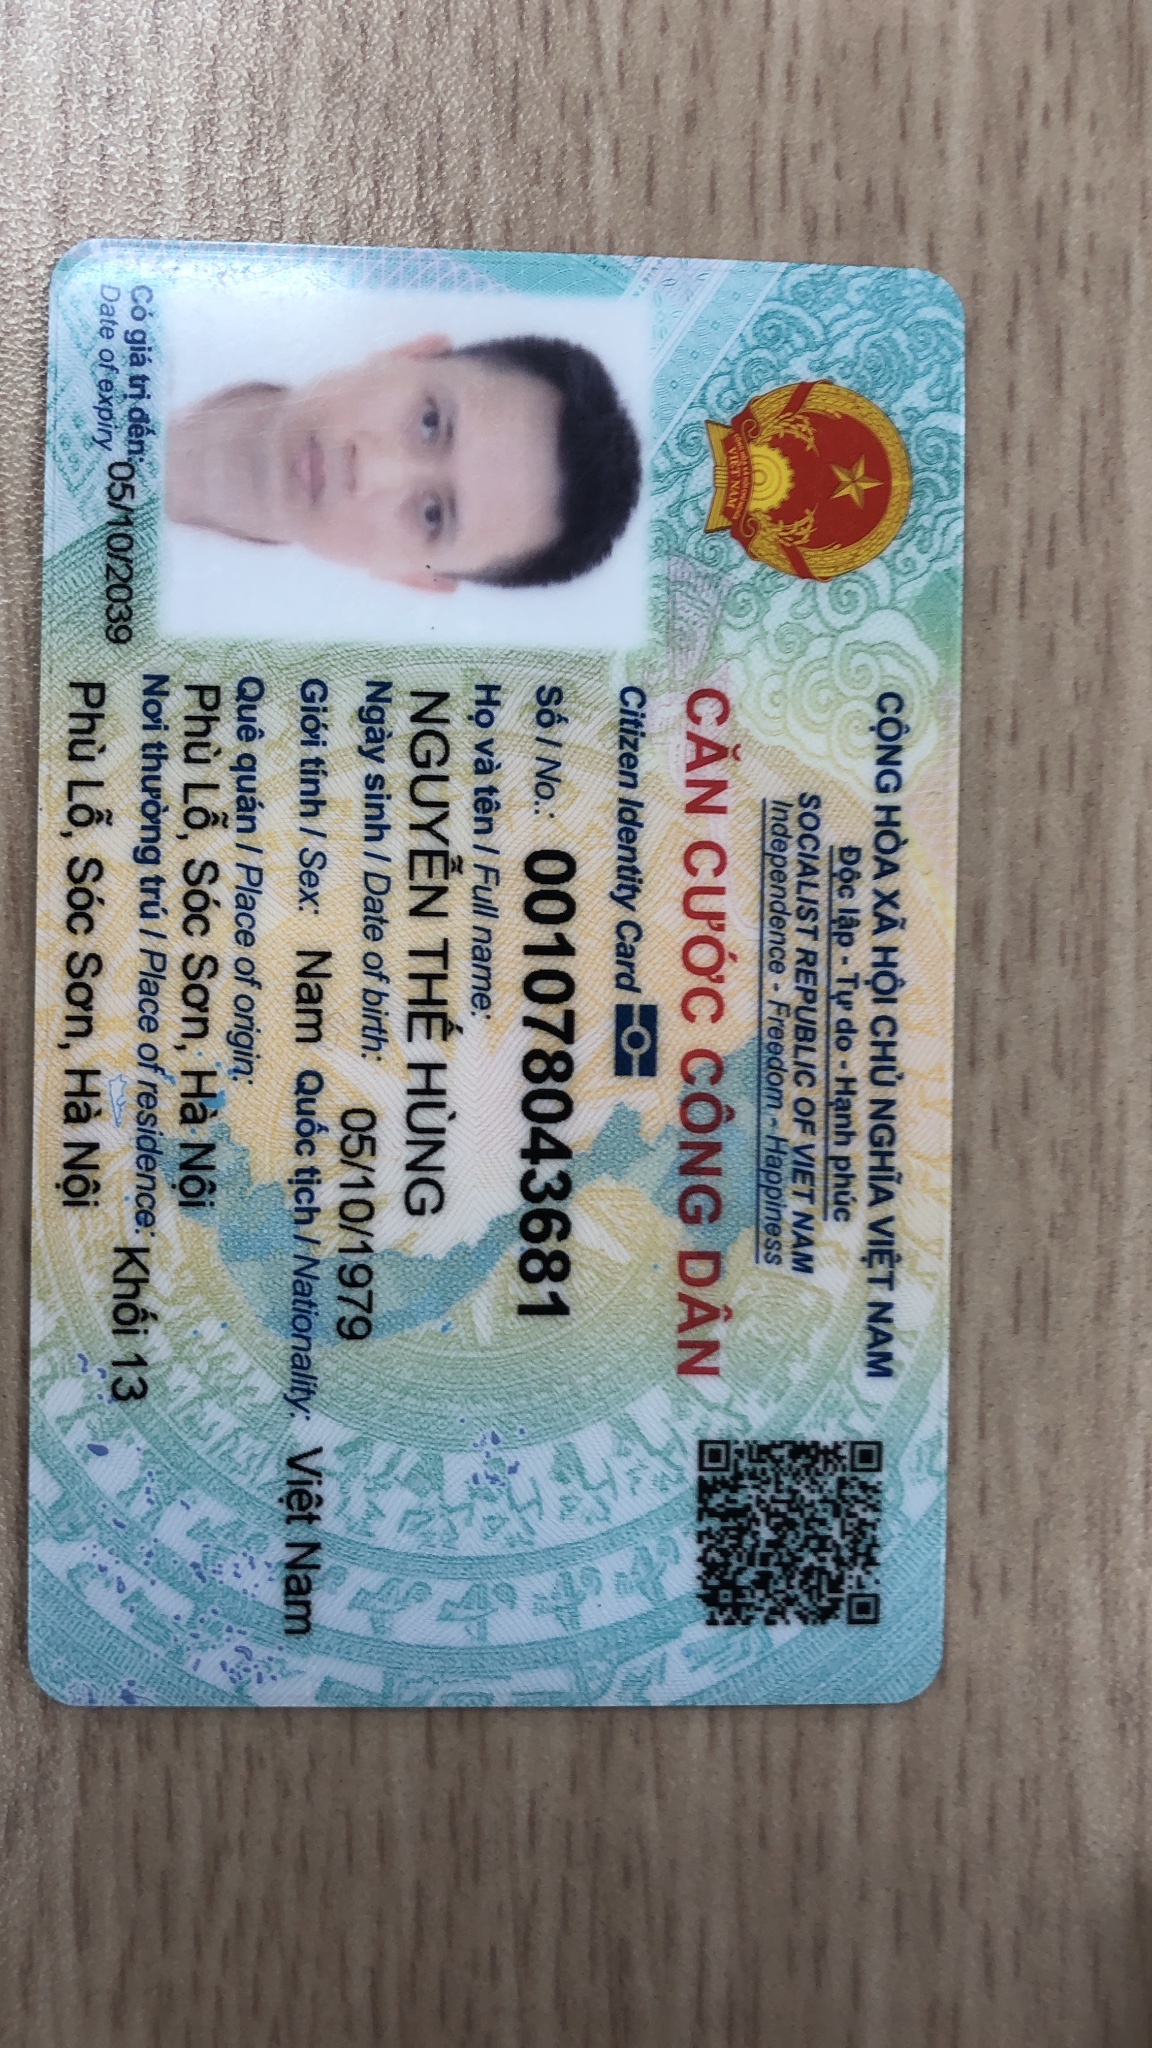 CỘNG HÒA XÃ HỘI CHỦ NGHĨA VIỆT NAM
Độc lập - Tự do - Hạnh phúc
SOCIALIST REPUBLIC OF VIET NAM
Independence - Freedom - Happiness
CĂN CƯỚC CÔNG DÂN
Citizen Identity Card
Số / No.: 001078043681
Họ và tên / Full name:
NGUYỄN THẾ HÙNG
Ngày sinh / Date of birth: 05/10/1979
Giới tính / Sex: Nam Quốc tịch / Nationality: Việt Nam
Quê quán / Place of origin:
Phù Lỗ, Sóc Sơn, Hà Nội
Nơi thường trú / Place of residence: Khối 13
Phù Lỗ, Sóc Sơn, Hà Nội
Có giá trị đến: 05/10/2039
Date of expiry
VIỆT NAM